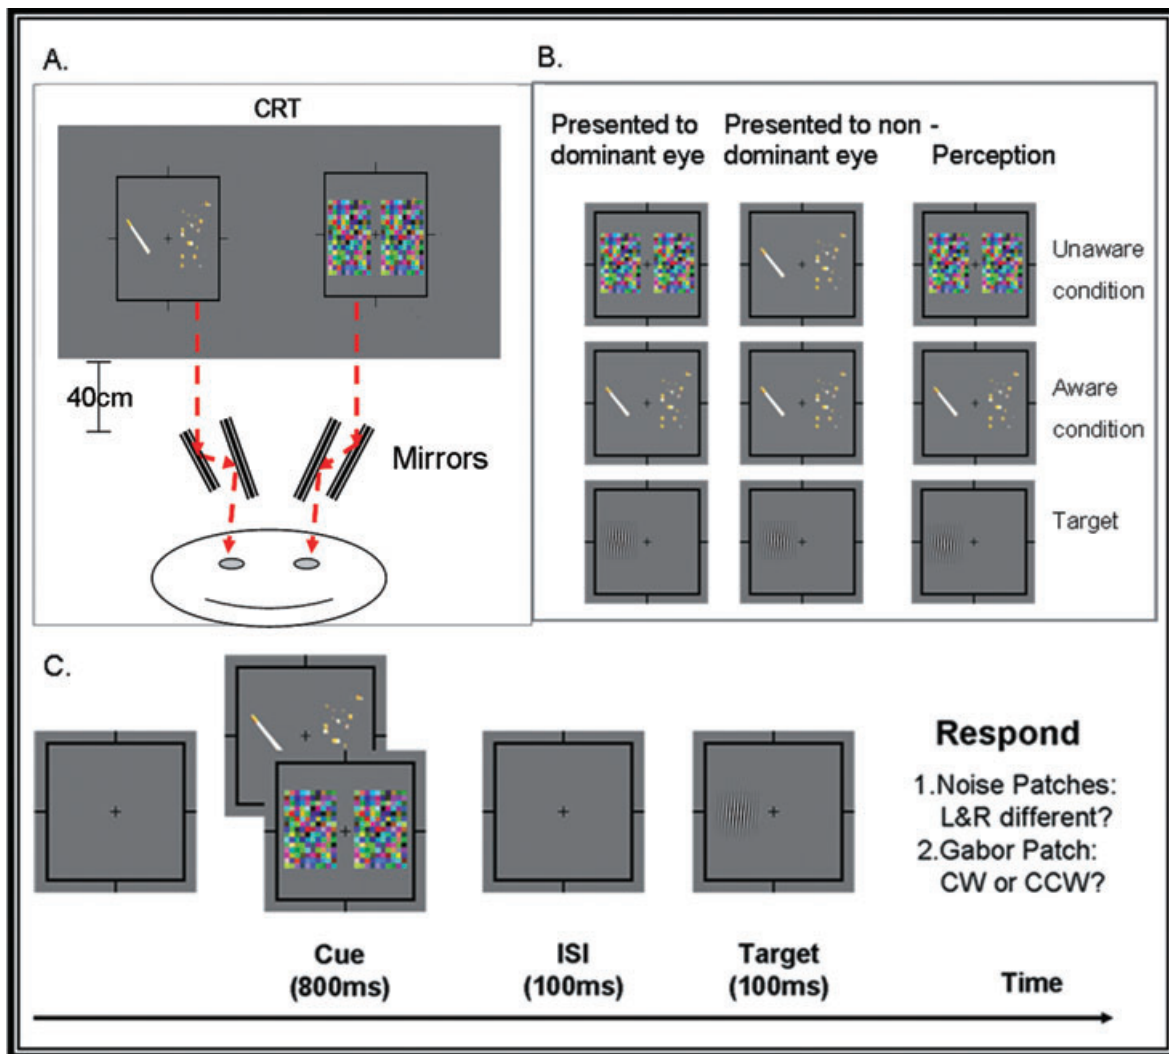 A.
CRT
40cm
Mirrors
B.
Presented to
dominant eye
Presented to non -
dominant eye
Perception
Unaware
condition
Aware
condition
Target
C.
Respond
1.Noise Patches:
L&R different?
2.Gabor Patch:
CW or CCW?
Cue
(800ms)
ISI
(100ms)
Target
(100ms)
Time